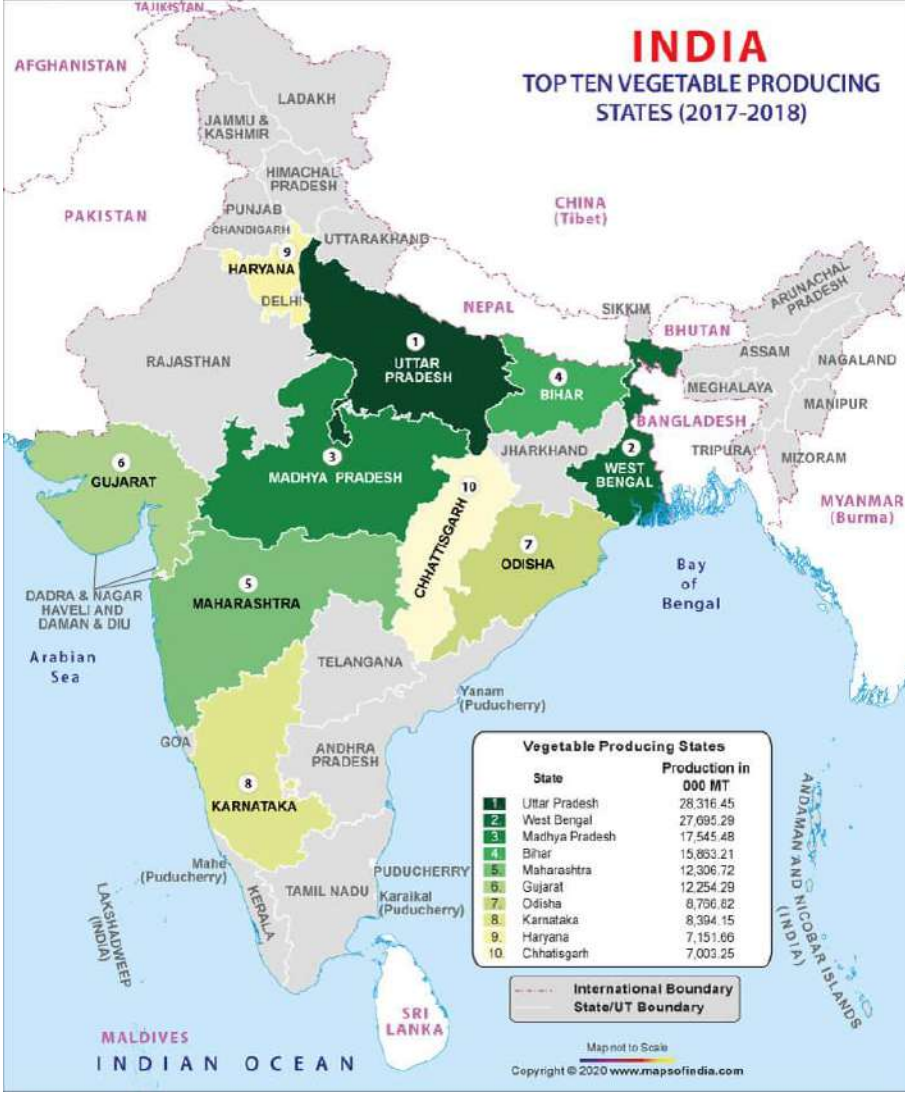 INDIA
TOP TEN VEGETABLE PRODUCING
STATES (2017-2018)
TAJIKISTAN
AFGHANISTAN
LADAKH
JAMMU &
KASHMIR
HIMACHAL
PRADESH
PAKISTAN
PUNJAB
CHANDIGARH
UTTARAKHAND
CHINA
(Tibet)
9
HARYANA
DELHI
NEPAL
SIKKIM
BHUTAN
ARUNACHAL
PRADESH
ASSAM
NAGALAND
MEGHALAYA
MANIPUR
BANGLADESH
TRIPURA
MIZORAM
MYANMAR
(Burma)
RAJASTHAN
1
UTTAR
PRADESH
4
BIHAR
JHARKHAND
2
WEST
BENGAL
6
GUJARAT
3
MADHYA PRADESH
10
CHHATTISGARH
7
ODISHA
Bay
of
Bengal
DADRA & NAGAR
HAVELI AND
DAMAN & DIU
5
MAHARASHTRA
Arabian
Sea
TELANGANA
Yanam
(Puducherry)
GOA
ANDHRA
PRADESH
8
KARNATAKA
Mahe
(Puducherry)
PUDUCHERRY
KERALA
TAMIL NADU
Karaikal
(Puducherry)
LAKSHADWEEP
(INDIA)
ANDAMAN AND NICOBAR ISLANDS
(INDIA)
SRI
LANKA
MALDIVES
INDIAN OCEAN
Vegetable Producing States
State Production in
000 MT
1. Uttar Pradesh 28,316.45
2. West Bengal 27,695.29
3. Madhya Pradesh 17,545.48
4. Bihar 15,863.21
5. Maharashtra 12,306.72
6. Gujarat 12,254.29
7. Odisha 8,766.82
8. Karnataka 8,394.15
9. Haryana 7,151.66
10. Chhatisgarh 7,003.25
International Boundary
State/UT Boundary
Map not to Scale
Copyright © 2020 www.mapsofindia.com